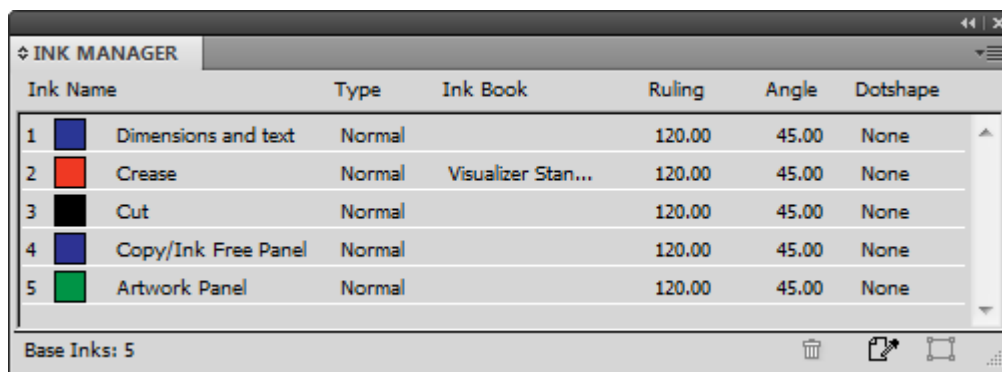 INK MANAGER
Ink Name Type Ink Book Ruling Angle Dotshape
1 Dimensions and text Normal 120.00 45.00 None
2 Crease Normal Visualizer Stan... 120.00 45.00 None
3 Cut Normal 120.00 45.00 None
4 Copy/Ink Free Panel Normal 120.00 45.00 None
5 Artwork Panel Normal 120.00 45.00 None
Base Inks: 5